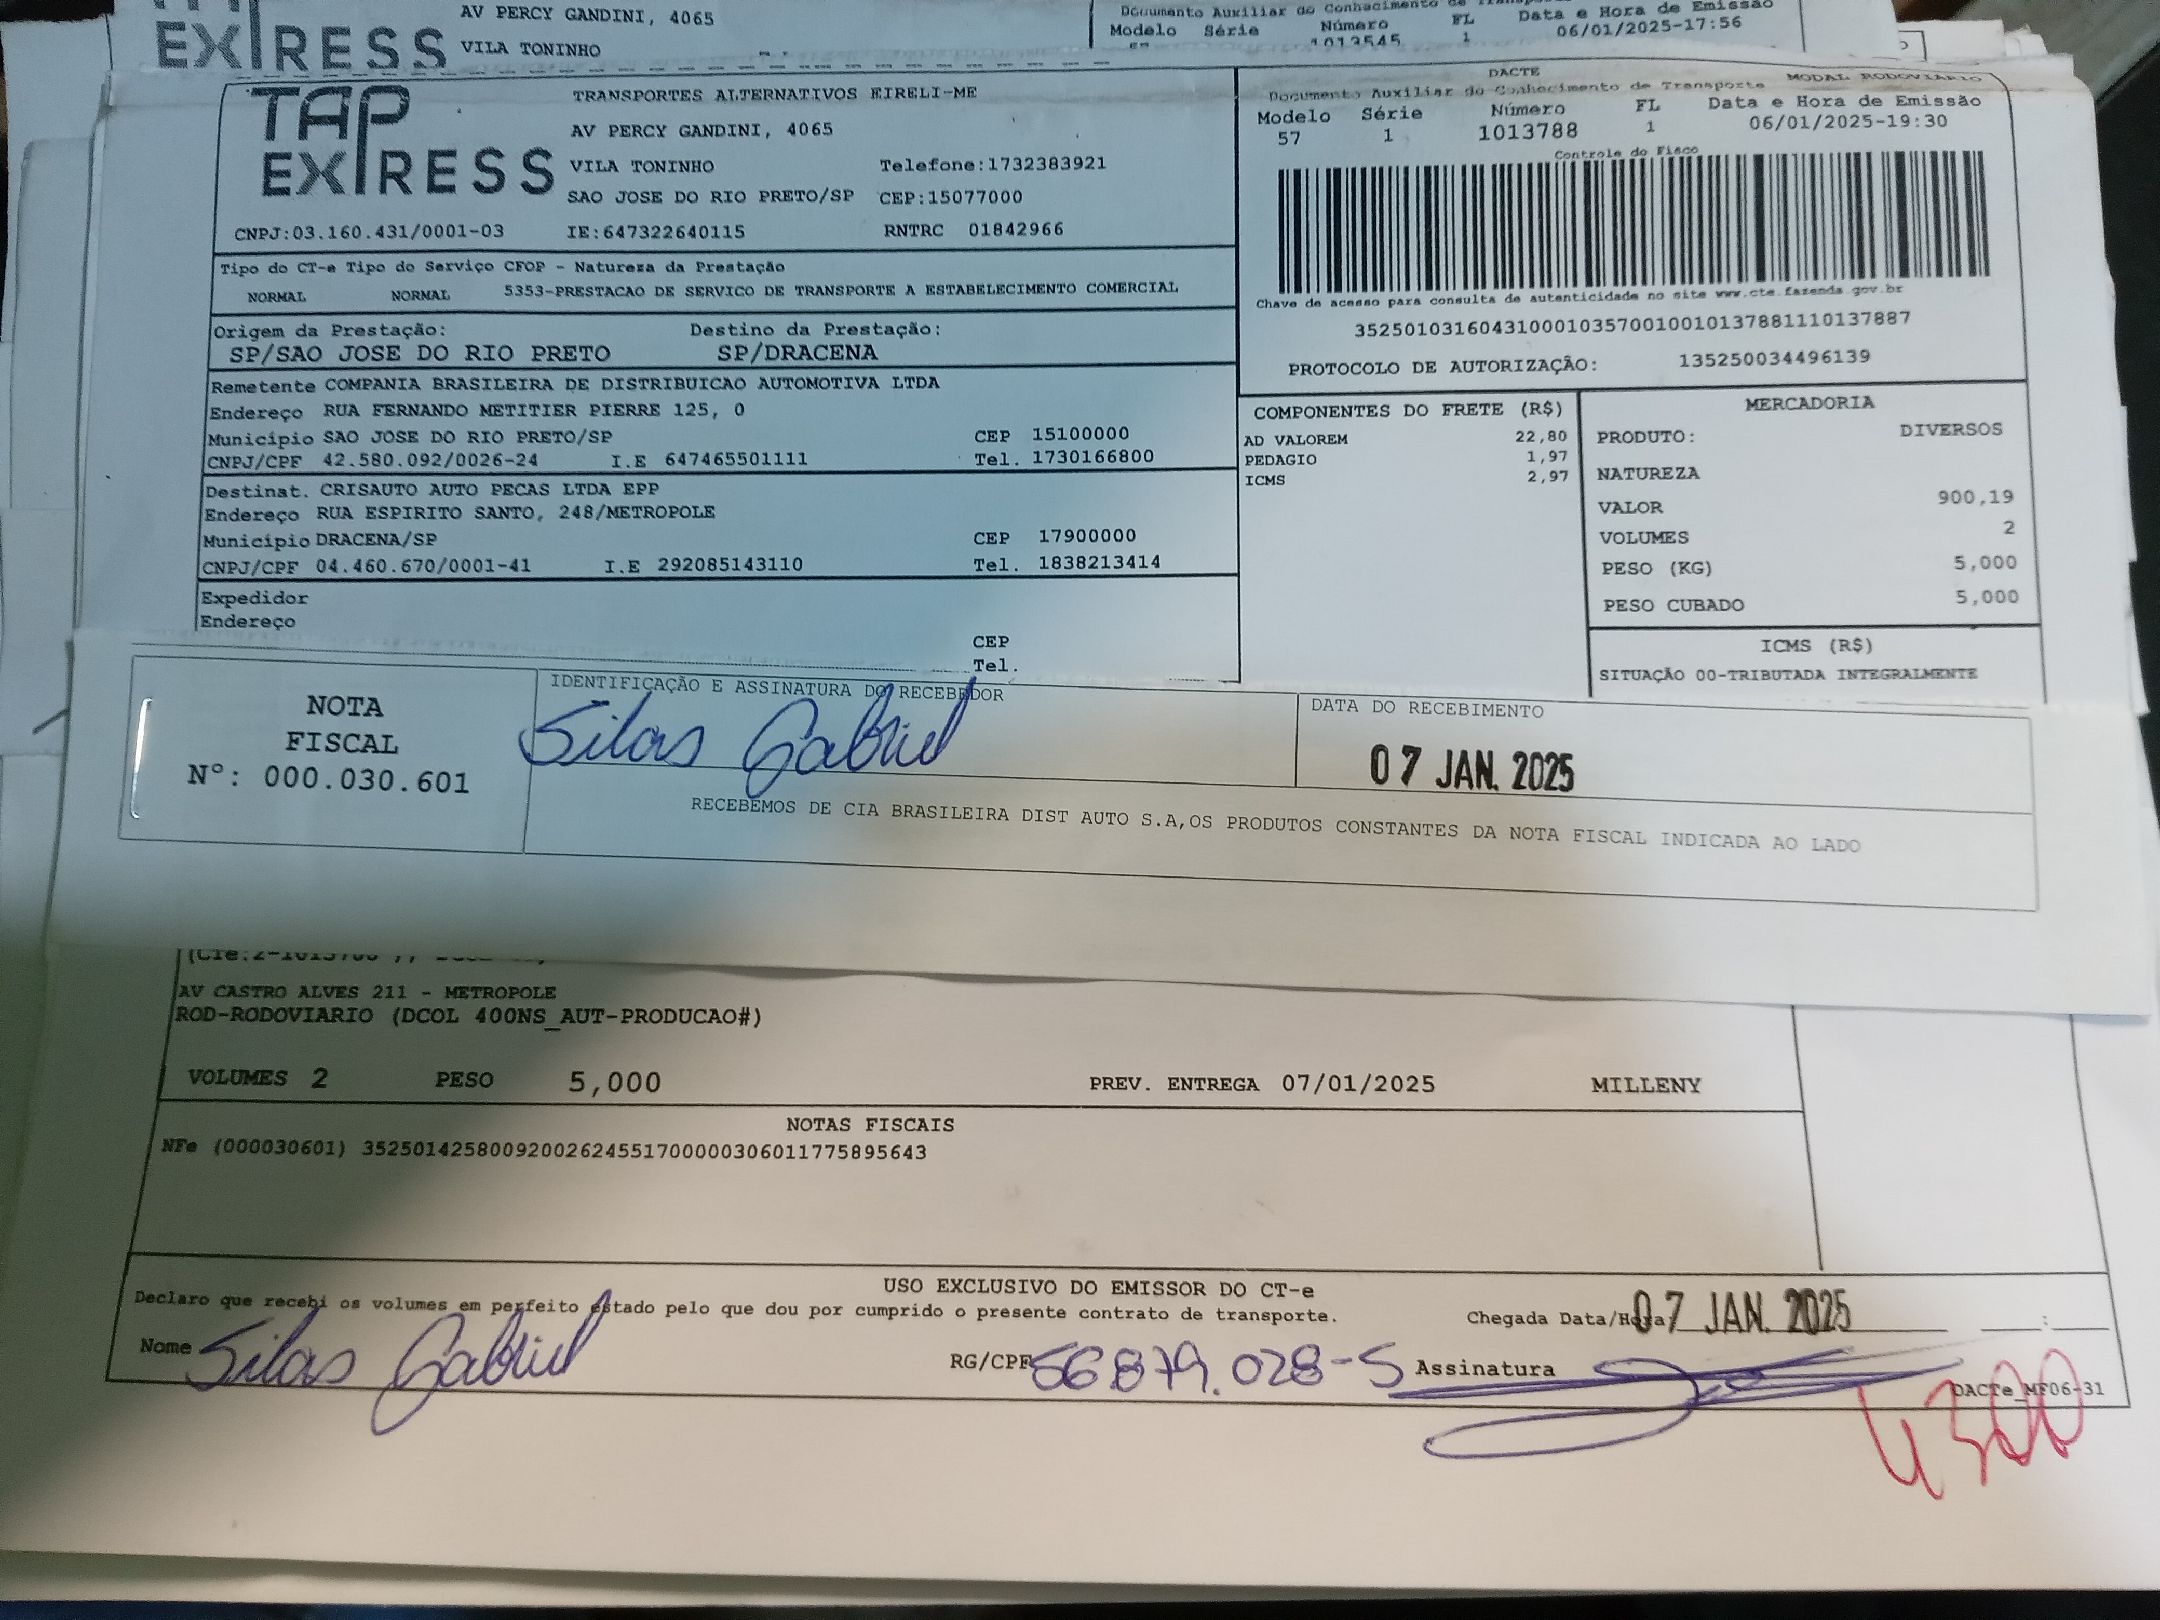 EXPRESS
AV PERCY GANDINI, 4065
VILA TONINHO
Documento Auxiliar do Conhecimento de
Modelo Série Número FL Data e Hora de Emissão
1013545 1 06/01/2025-17:56
TAP
EXPRESS
TRANSPORTES ALTERNATIVOS EIRELI-ME
AV PERCY GANDINI, 4065
VILA TONINHO Telefone:1732383921
SAO JOSE DO RIO PRETO/SP CEP:15077000
CNPJ:03.160.431/0001-03 IE:647322640115 RNTRC 01842966
DACTE MODAL RODOVIARIO
Documento Auxiliar do Conhecimento de Transporte
Modelo Série Número FL Data e Hora de Emissão
57 1 1013788 1 06/01/2025-19:30
Controle do Fisco
Chave de acesso para consulta de autenticidade no site www.cte.fazenda.gov.br
35250103160431000103570010010137881110137887
PROTOCOLO DE AUTORIZAÇÃO: 135250034496139
Tipo do CT-e Tipo do Serviço CFOP - Natureza da Prestação
NORMAL NORMAL 5353-PRESTACAO DE SERVICO DE TRANSPORTE A ESTABELECIMENTO COMERCIAL
Origem da Prestação: Destino da Prestação:
SP/SAO JOSE DO RIO PRETO SP/DRACENA
Remetente COMPANIA BRASILEIRA DE DISTRIBUICAO AUTOMOTIVA LTDA
Endereço RUA FERNANDO METITIER PIERRE 125, 0
Município SAO JOSE DO RIO PRETO/SP CEP 15100000
CNPJ/CPF 42.580.092/0026-24 I.E 647465501111 Tel. 1730166800
Destinat. CRISAUTO AUTO PECAS LTDA EPP
Endereço RUA ESPIRITO SANTO, 248/METROPOLE
Município DRACENA/SP CEP 17900000
CNPJ/CPF 04.460.670/0001-41 I.E 292085143110 Tel. 1838213414
Expedidor
Endereço
CEP
Tel.
COMPONENTES DO FRETE (R$)
AD VALOREM 22,80
PEDAGIO 1,97
ICMS 2,97
MERCADORIA
PRODUTO: DIVERSOS
NATUREZA
VALOR 900,19
VOLUMES 2
PESO (KG) 5,000
PESO CUBADO 5,000
ICMS (R$)
SITUAÇÃO 00-TRIBUTADA INTEGRALMENTE
NOTA
FISCAL
N°: 000.030.601
IDENTIFICAÇÃO E ASSINATURA DO RECEBEDOR
Silas Gabriel
DATA DO RECEBIMENTO
07 JAN. 2025
RECEBEMOS DE CIA BRASILEIRA DIST AUTO S.A,OS PRODUTOS CONSTANTES DA NOTA FISCAL INDICADA AO LADO
AV CASTRO ALVES 211 - METROPOLE
ROD-RODOVIARIO (DCOL 400NS_AUT-PRODUCAO#)
VOLUMES 2 PESO 5,000 PREV. ENTREGA 07/01/2025 MILLENY
NOTAS FISCAIS
NFe (000030601) 35250142580092002624551700000306011775895643
USO EXCLUSIVO DO EMISSOR DO CT-e
Declaro que recebi os volumes em perfeito estado pelo que dou por cumprido o presente contrato de transporte. Chegada Data/Hora 07 JAN. 2025 :
Nome Silas Gabriel RG/CPF 56.879.028-5 Assinatura
DACTe_MF06-31
4300